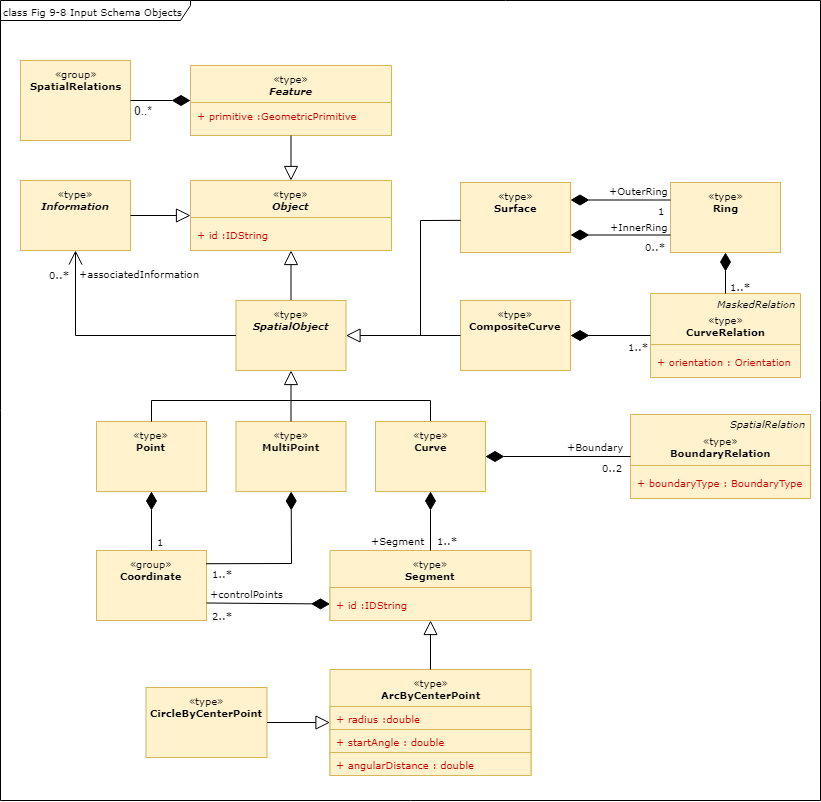 class Fig 9-8 Input Schema Objects
«group»
SpatialRelations
0..*
«type»
Feature
+ primitive :GeometricPrimitive
«type»
Information
«type»
Object
+ id :IDString
«type»
Surface
+OuterRing
1
+InnerRing
0..*
«type»
Ring
1..*
0..*
+associatedInformation
«type»
SpatialObject
«type»
CompositeCurve
1..*
MaskedRelation
«type»
CurveRelation
+ orientation : Orientation
«type»
Point
«type»
MultiPoint
«type»
Curve
+Boundary
0..2
SpatialRelation
«type»
BoundaryRelation
+ boundaryType : BoundaryType
1
+Segment
1..*
«group»
Coordinate
1..*
+controlPoints
2..*
«type»
Segment
+ id :IDString
«type»
CircleByCenterPoint
«type»
ArcByCenterPoint
+ radius :double
+ startAngle : double
+ angularDistance : double